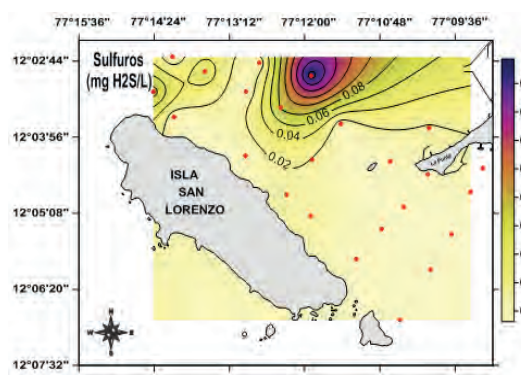 77°15'36" 77°14'24" 77°13'12" 77°12'00" 77°10'48" 77°09'36"
12°02'44"
Sulfuros
(mg H2S/L)
0.08
0.06
0.04
0.02
12°03'56"
La Punta
ISLA
SAN
LORENZO
12°05'08"
12°06'20"
12°07'32"